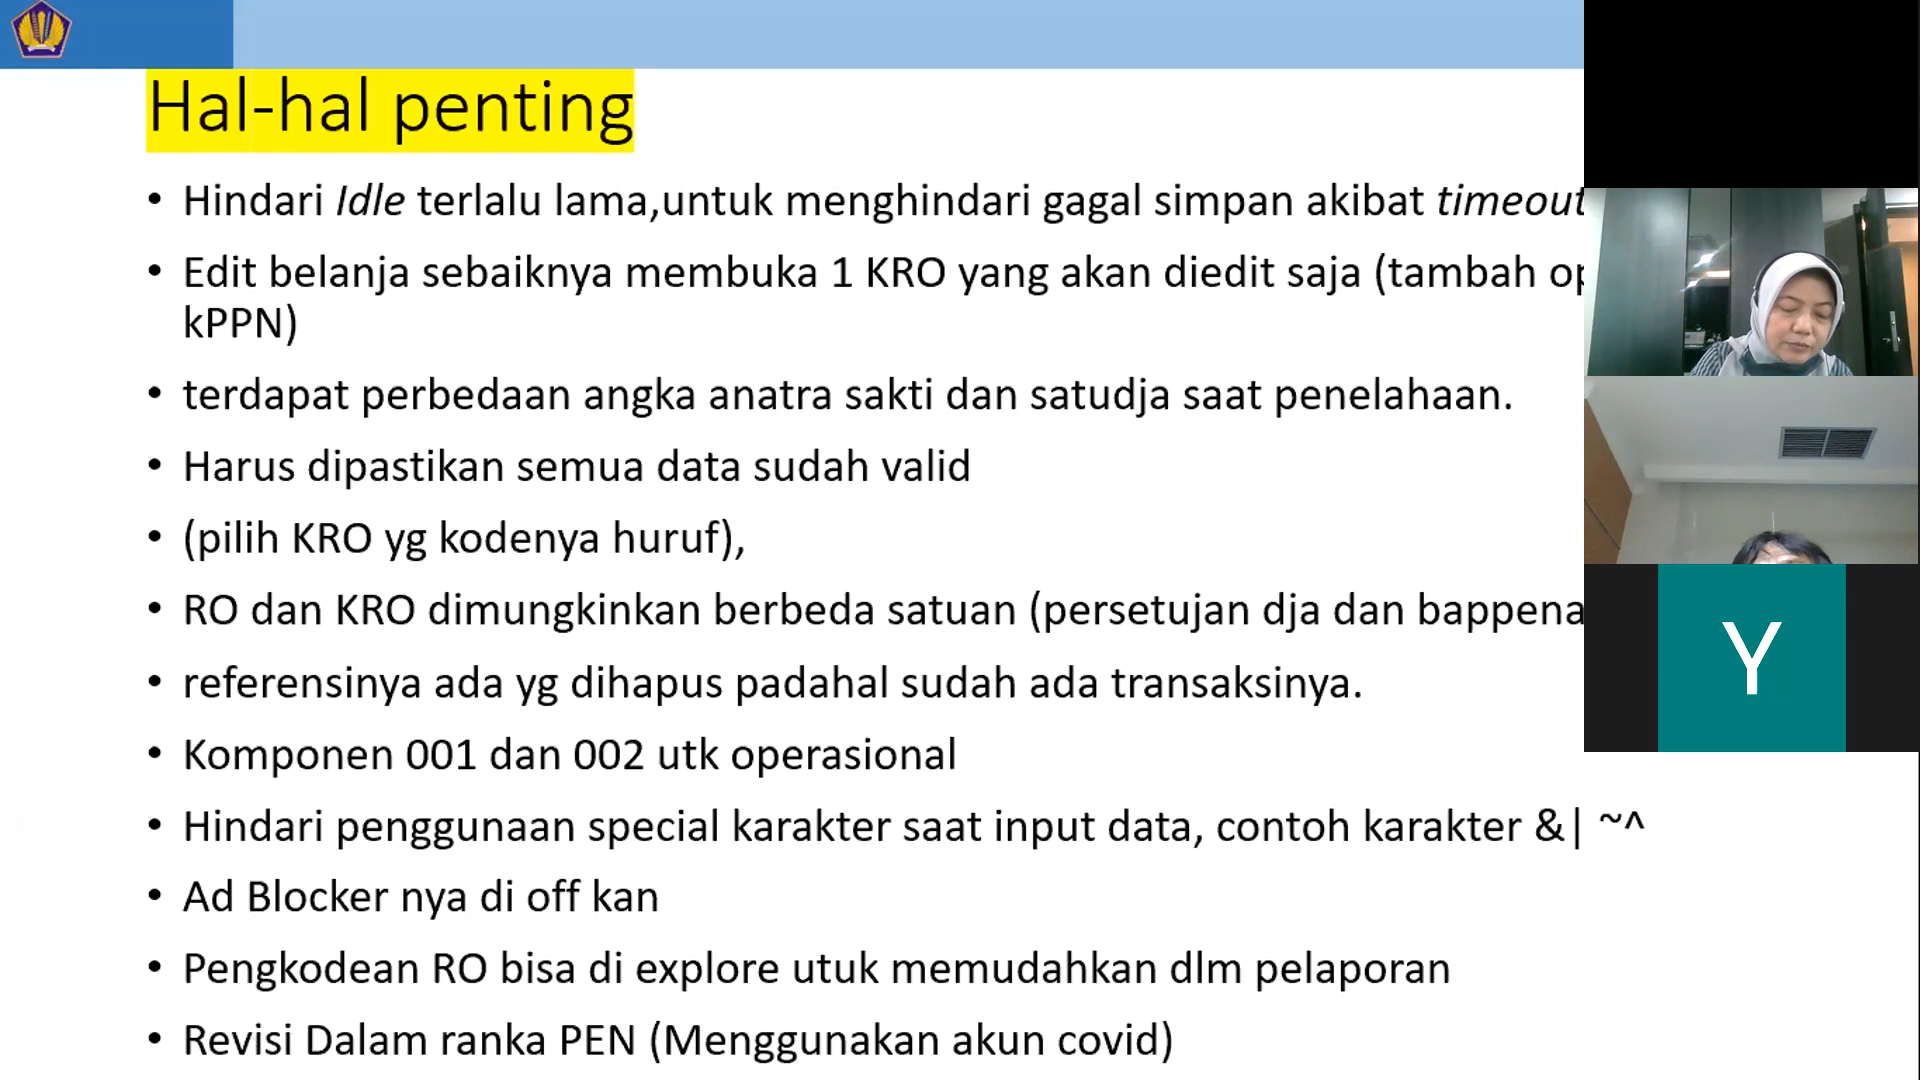 Hal-hal penting
• Hindari Idle terlalu lama,untuk menghindari gagal simpan akibat timeout
• Edit belanja sebaiknya membuka 1 KRO yang akan diedit saja (tambah
kPPN)
• terdapat perbedaan angka anatra sakti dan satudja saat penelahaan.
• Harus dipastikan semua data sudah valid
• (pilih KRO yg kodenya huruf),
• RO dan KRO dimungkinkan berbeda satuan (persetujan dja dan bappena
• referensinya ada yg dihapus padahal sudah ada transaksinya.
• Komponen 001 dan 002 utk operasional
• Hindari penggunaan special karakter saat input data, contoh karakter &| ~^
• Ad Blocker nya di off kan
• Pengkodean RO bisa di explore utuk memudahkan dlm pelaporan
• Revisi Dalam ranka PEN (Menggunakan akun covid)
Y